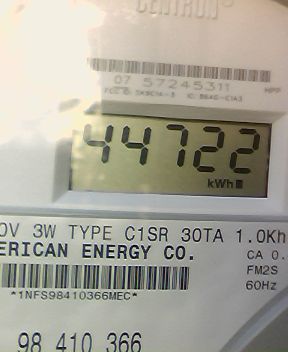 CENTRON®
07 57245311
44722
kWh
0V 3W TYPE C1SR 30TA 1.0Kh
ERICAN ENERGY CO.
CA 0.
FM2S
60Hz
*1NFS98410366MEC*
98 410 366